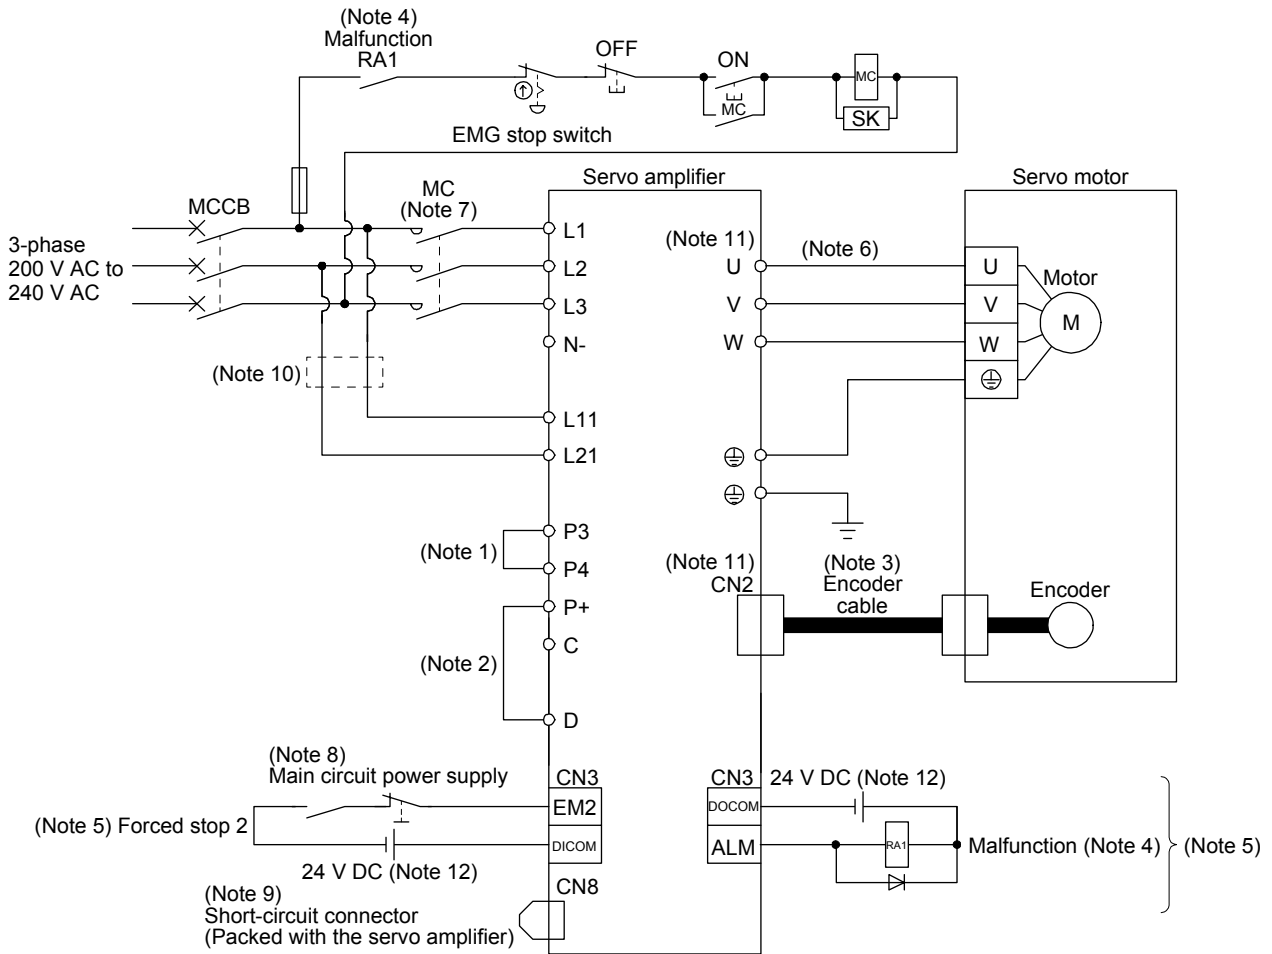 (Note 4)
Malfunction
RA1
OFF
ON
MC
MC
SK
EMG stop switch
Servo amplifier
Servo motor
MCCB
MC
(Note 7)
3-phase
200 V AC to
240 V AC
L1
L2
L3
N-
(Note 11)
U
V
W
(Note 6)
U
V
W
Motor
M
(Note 10)
L11
L21
(Note 1)
P3
P4
(Note 11)
CN2
(Note 3)
Encoder
cable
Encoder
P+
C
(Note 2)
D
(Note 8)
Main circuit power supply
CN3
EM2
DICOM
(Note 5) Forced stop 2
24 V DC (Note 12)
CN3
24 V DC (Note 12)
DOCOM
ALM
RA1
Malfunction (Note 4)
(Note 5)
CN8
(Note 9)
Short-circuit connector
(Packed with the servo amplifier)